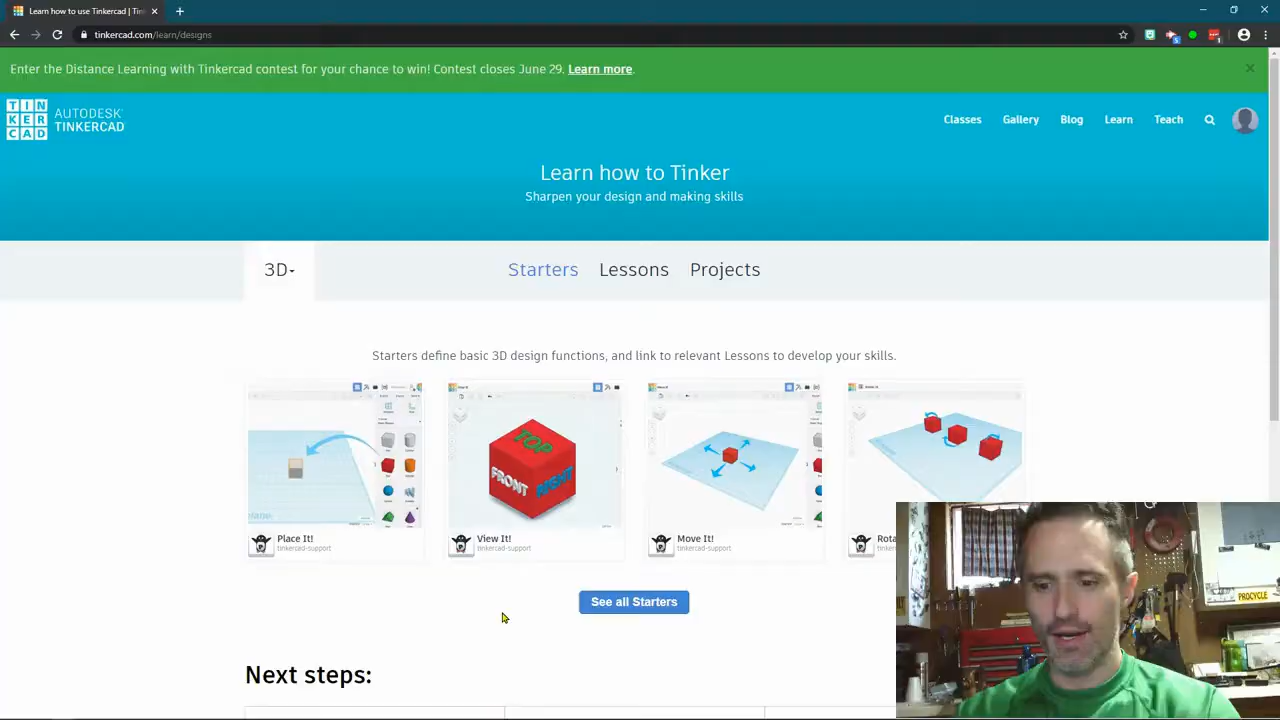 Learn how to use Tinkercad | Tin
tinkercad.com/learn/designs
Enter the Distance Learning with Tinkercad contest for your chance to win! Contest closes June 29. Learn more.
TIN
KER
CAD
AUTODESK
TINKERCAD
Classes
Gallery
Blog
Learn
Teach
Learn how to Tinker
Sharpen your design and making skills
3D
Starters
Lessons
Projects
Starters define basic 3D design functions, and link to relevant Lessons to develop your skills.
TOP
FRONT
RIGHT
Place It!
tinkercad-support
View It!
tinkercad-support
Move It!
tinkercad-support
Rota
tinke
See all Starters
PROCYCLE
Next steps: